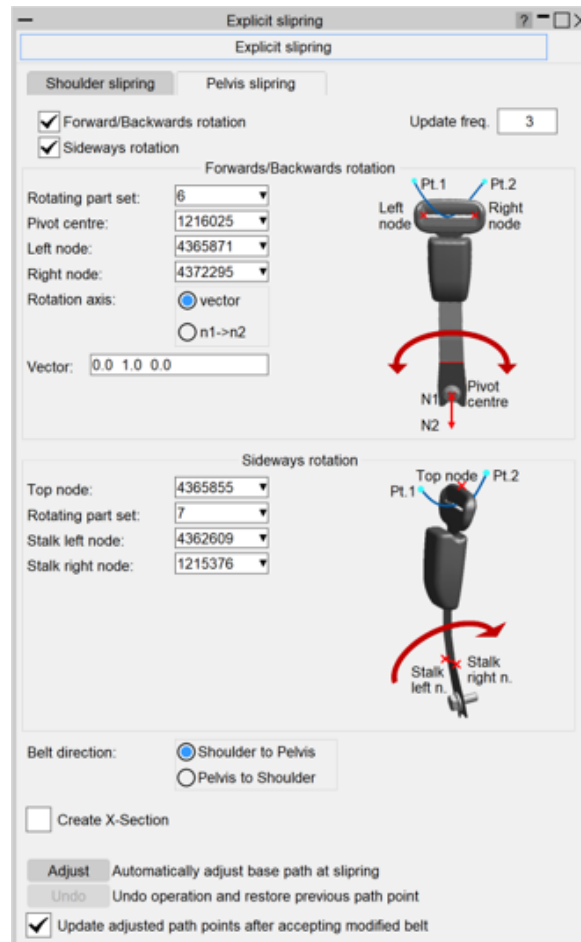 Explicit slipring ?
Explicit slipring
Shoulder slipring Pelvis slipring
Forward/Backwards rotation Update freq. 3
Sideways rotation
Forwards/Backwards rotation
Rotating part set: 6
Pivot centre: 1216025
Left node: 4365871
Right node: 4372295
Rotation axis: vector
n1->n2
Vector: 0.0 1.0 0.0
Pt.1 Pt.2
Left node
Right node
N1
Pivot centre
N2
Sideways rotation
Top node: 4365855
Rotating part set: 7
Stalk left node: 4362609
Stalk right node: 1215376
Top node Pt.2
Pt.1
Stalk left n.
Stalk right n.
Belt direction: Shoulder to Pelvis
Pelvis to Shoulder
Create X-Section
Adjust Automatically adjust base path at slipring
Undo Undo operation and restore previous path point
Update adjusted path points after accepting modified belt